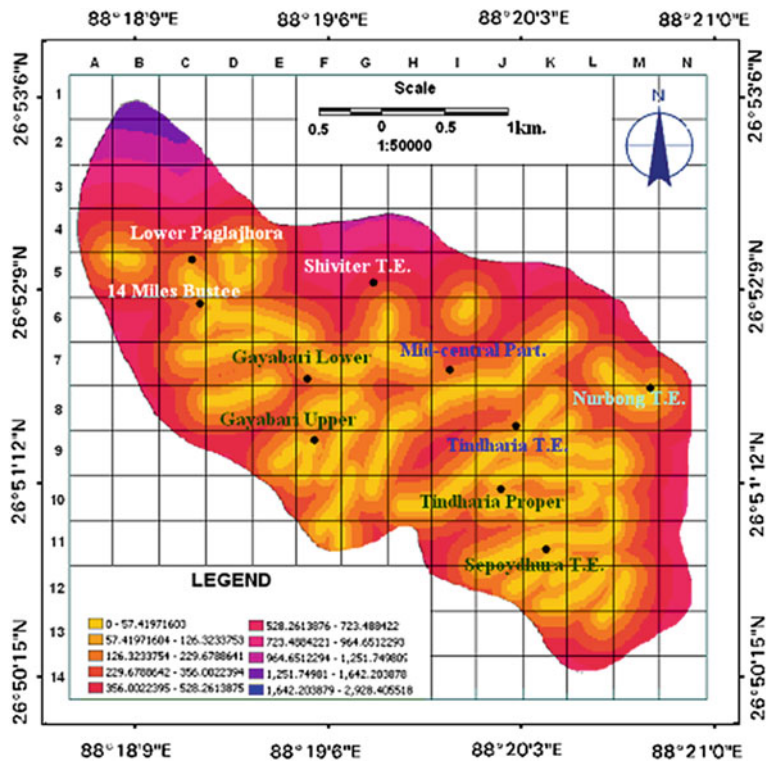 88°18'9"E 88°19'6"E 88°20'3"E 88°21'0"E
26°53'6"N 26°53'6"N
A B C D E F G H I J K L M N
1
2
3
4
5
6
7
8
9
10
11
12
13
14
Scale
0.5 0 0.5 1km.
1:50000
N
Lower Paglajhora
Shiviter T.E.
26°52'9"N 26°52'9"N
14 Miles Bustee
Mid-central Part.
Gayabari Lower
Nurbong T.E.
Gayabari Upper
Tindharia T.E.
26°51'12"N 26°51'12"N
Tindharia Proper
Sepoydhura T.E.
LEGEND
0 - 57.41971603
57.41971604 - 126.3233753
126.3233754 - 229.6788641
229.6788642 - 356.0022394
356.0022395 - 528.2613875
528.2613876 - 723.488422
723.4884221 - 964.6512293
964.6512294 - 1,251.749809
1,251.74981 - 1,642.203878
1,642.203879 - 2,928.405518
26°50'15"N 26°50'15"N
88°18'9"E 88°19'6"E 88°20'3"E 88°21'0"E